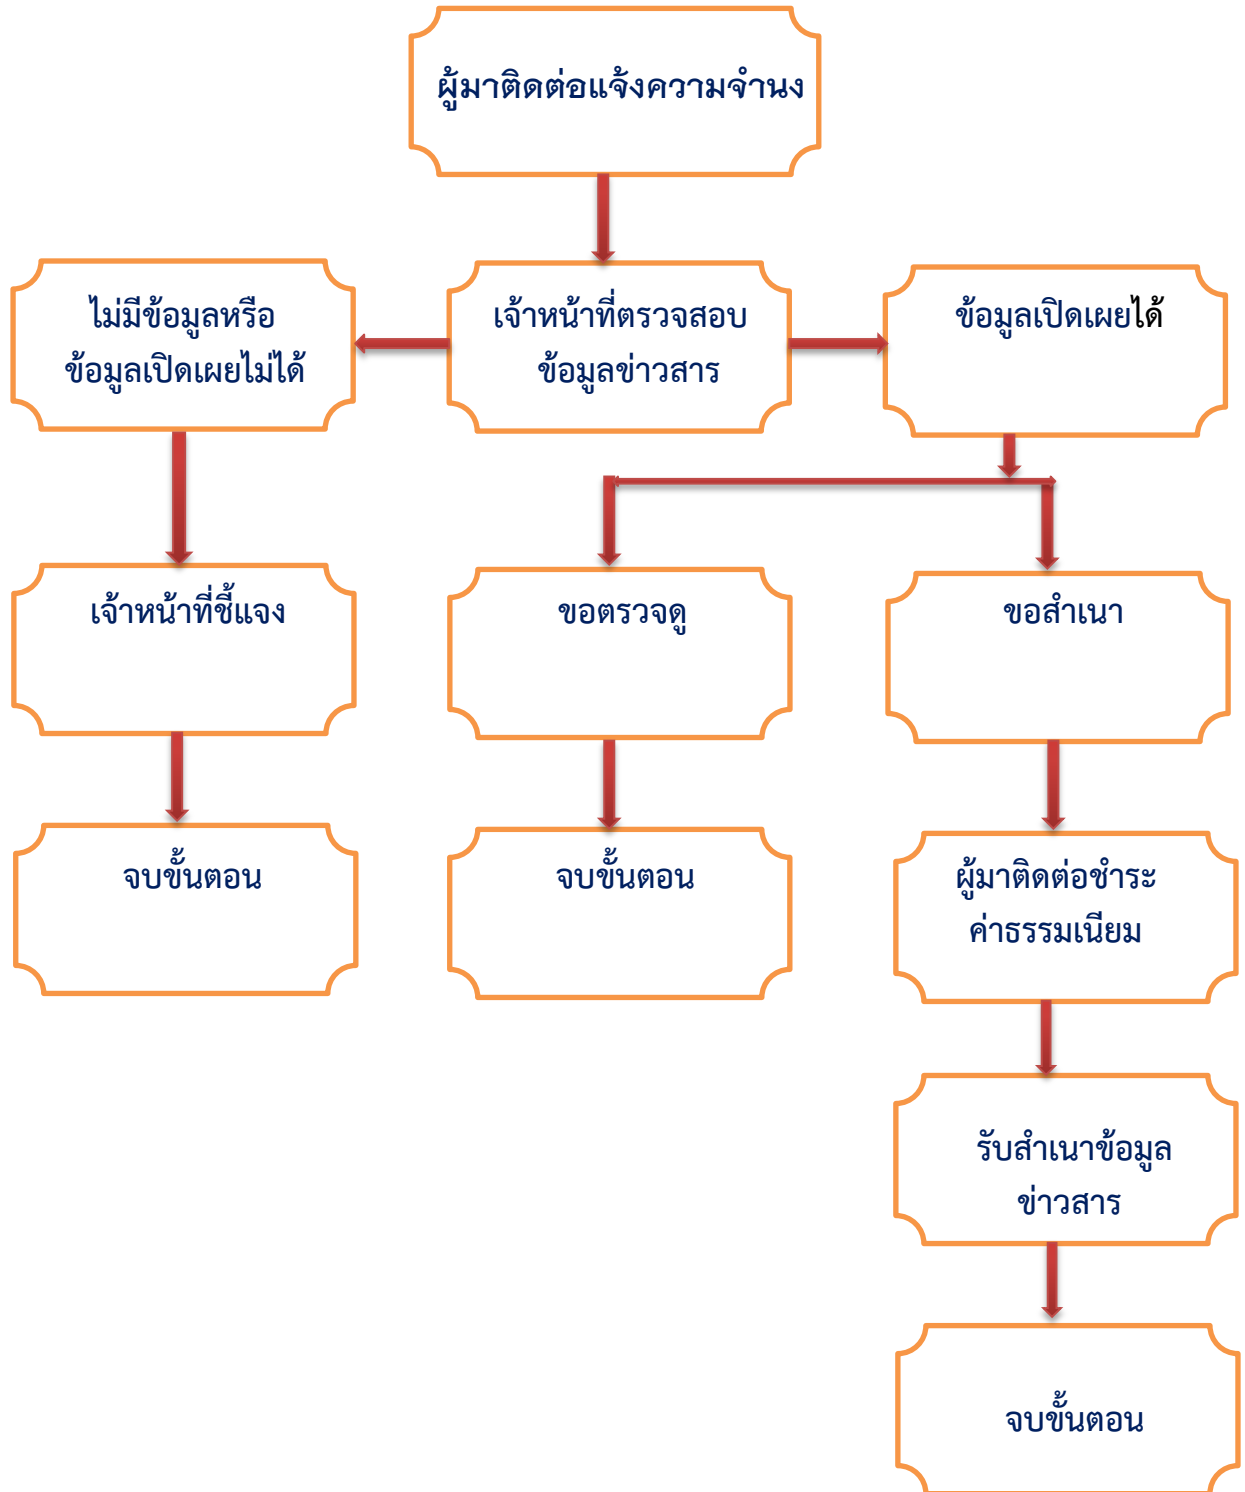 ผู้มาติดต่อแจ้งความจำนง
ไม่มีข้อมูลหรือ
ข้อมูลเปิดเผยไม่ได้
เจ้าหน้าที่ตรวจสอบ
ข้อมูลข่าวสาร
ข้อมูลเปิดเผยได้
เจ้าหน้าที่ชี้แจง
ขอตรวจดู
ขอสำเนา
จบขั้นตอน
จบขั้นตอน
ผู้มาติดต่อชำระ
ค่าธรรมเนียม
รับสำเนาข้อมูล
ข่าวสาร
จบขั้นตอน